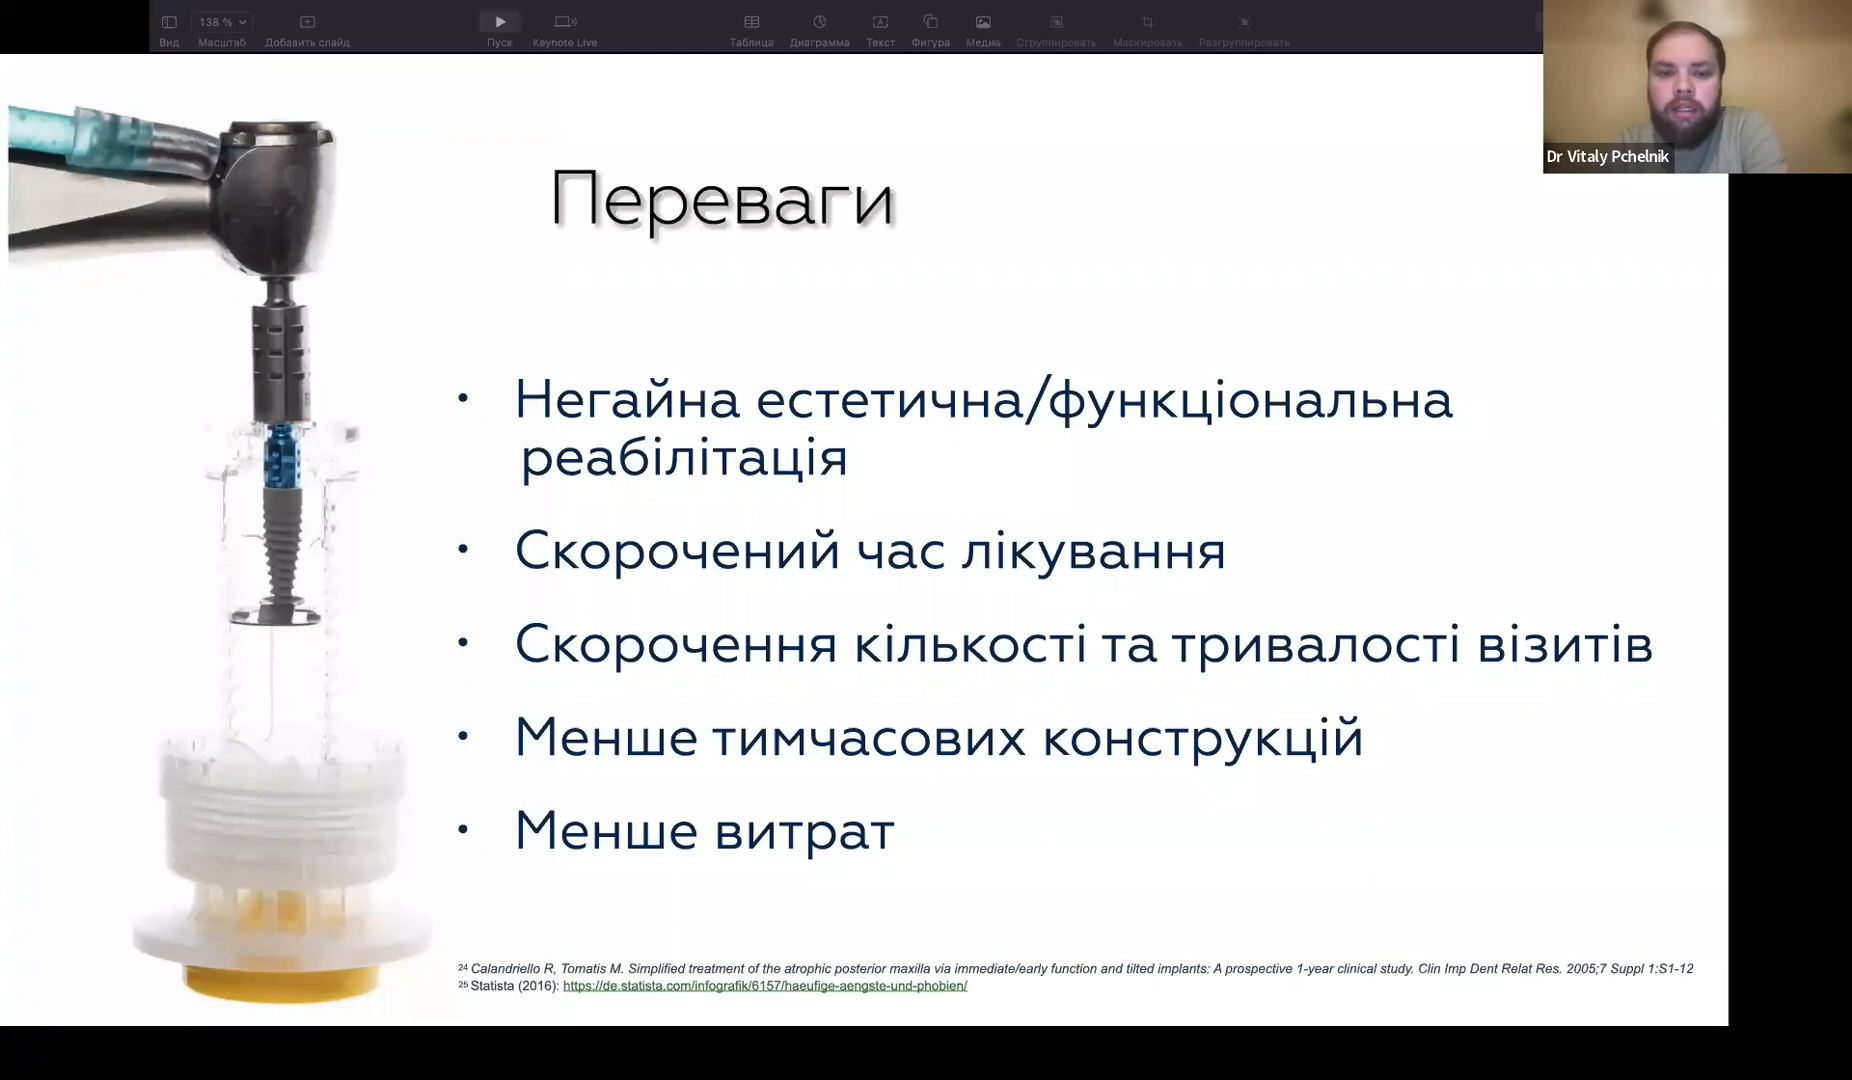 138 %
Вид
Масштаб
Добавить слайд
Пуск
Keynote Live
Таблица
Диаграмма
Текст
Фигура
Медиа
Сгруппировать
Маскировать
Разгруппировать
Dr Vitaly Pchelnik
Переваги
• Негайна естетична/функціональна
реабілітація
• Скорочений час лікування
• Скорочення кількості та тривалості візитів
• Менше тимчасових конструкцій
• Менше витрат
24 Calandriello R, Tomatis M. Simplified treatment of the atrophic posterior maxilla via immediate/early function and tilted implants: A prospective 1-year clinical study. Clin Imp Dent Relat Res. 2005;7 Suppl 1:S1-12
25 Statista (2016): https://de.statista.com/infografik/6157/haeufige-aengste-und-phobien/